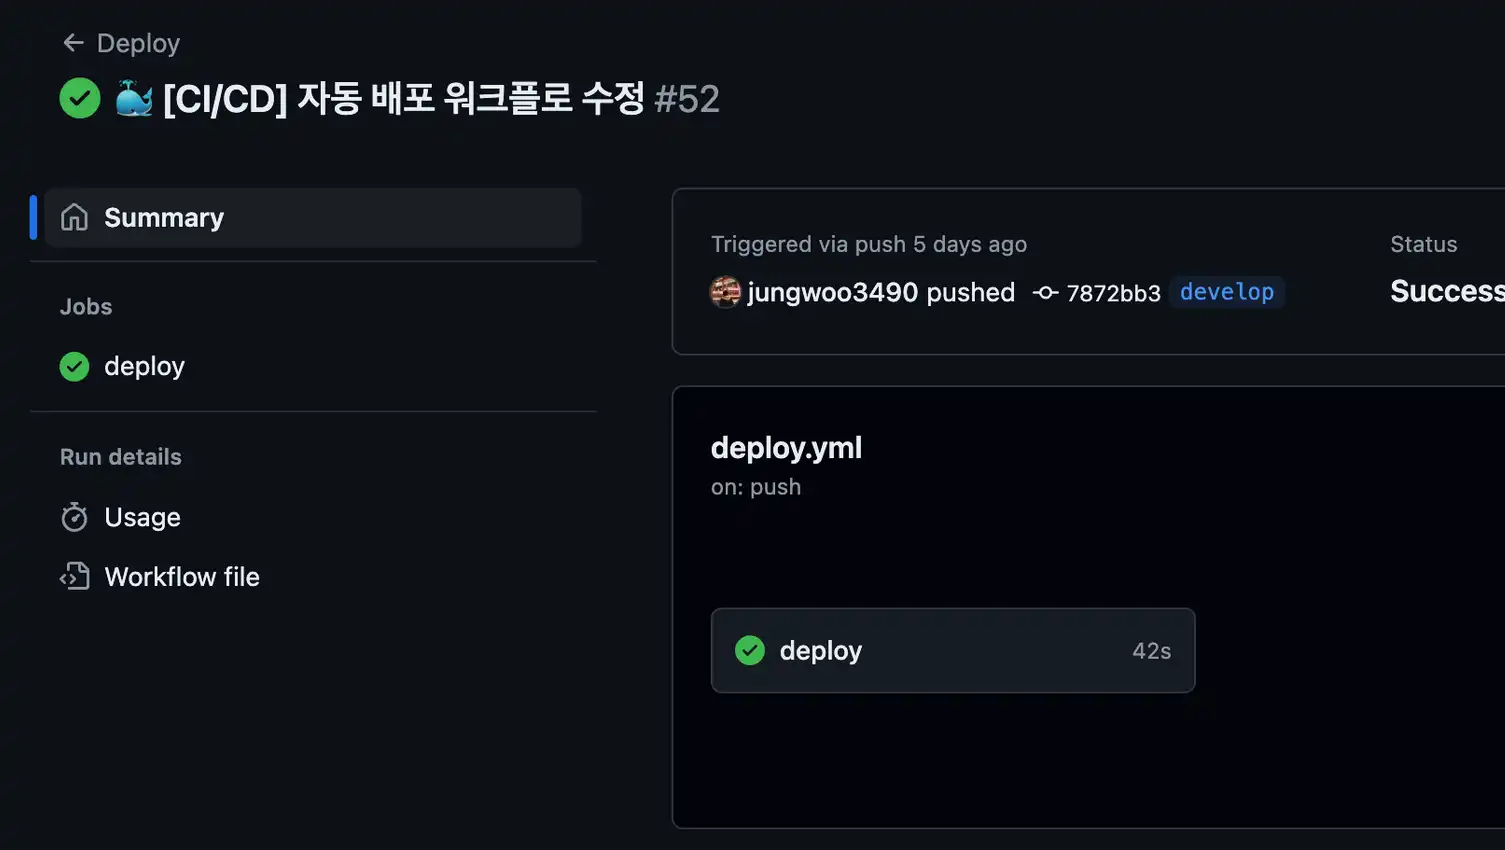 ← Deploy
🐳 [CI/CD] 자동 배포 워크플로 수정 #52
Summary
Jobs
deploy
Run details
Usage
Workflow file
Triggered via push 5 days ago
jungwoo3490 pushed 7872bb3 develop
Status
Success
deploy.yml
on: push
deploy 42s